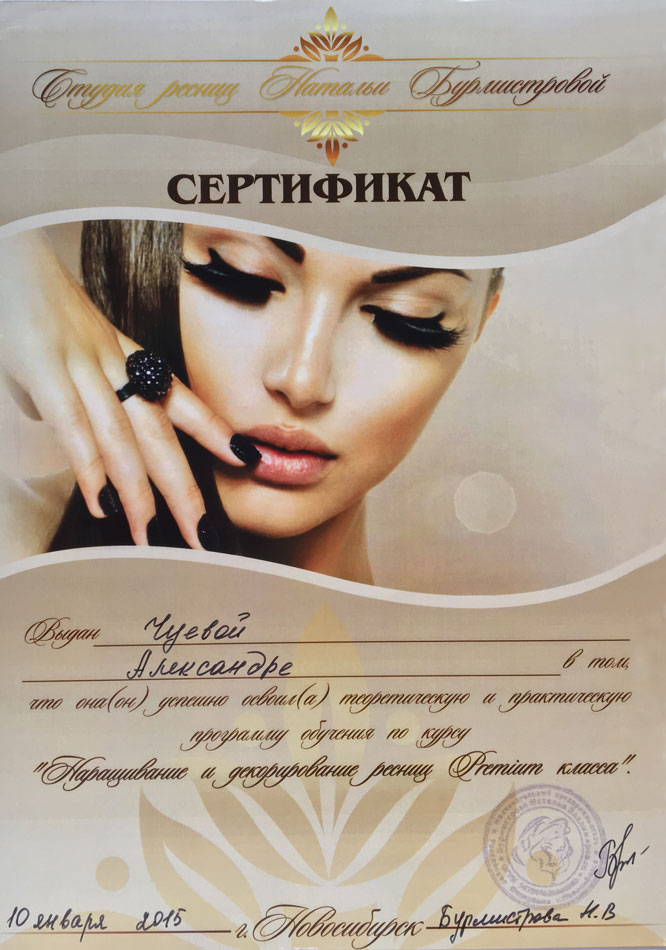 Студия ресниц Натальи Бурмистровой
СЕРТИФИКАТ
Выдан Чуевой
Александре в том,
что она(он) успешно освоил(а) теоретическую и практическую
программу обучения по курсу
"Наращивание и декорирование ресниц Premium класса".
10 января 2015 г. Новосибирск Бурмистрова Н.В